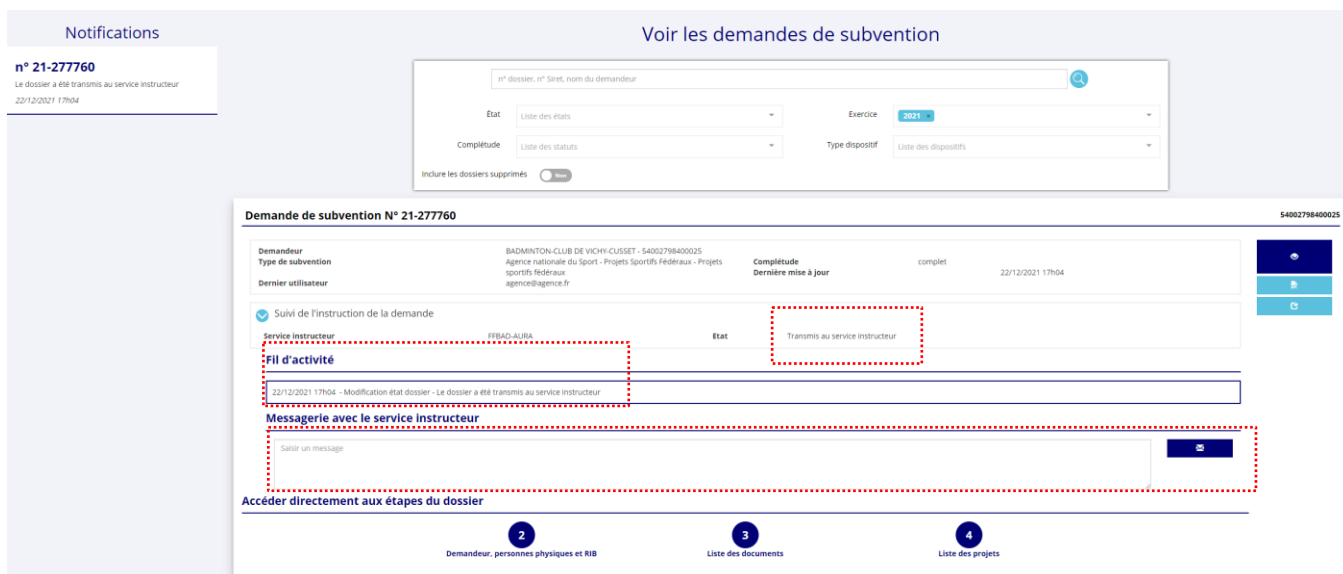 Notifications
n° 21-277760
Le dossier a été transmis au service instructeur
22/12/2021 17h04
Voir les demandes de subvention
n° dossier, n° Siret, nom du demandeur
État
Liste des états
Exercice
2021 ×
Complétude
Liste des statuts
Type dispositif
Liste des dispositifs
Inclure les dossiers supprimés
Non
Demande de subvention N° 21-277760
54002798400025
Demandeur
BADMINTON-CLUB DE VICHY-CUSSET - 54002798400025
Type de subvention
Agence nationale du Sport - Projets Sportifs Fédéraux - Projets
sportifs fédéraux
Complétude
complet
Dernière mise à jour
22/12/2021 17h04
Dernier utilisateur
agence@agence.fr
Suivi de l'instruction de la demande
Service instructeur
FFBAD-AURA
Etat
Transmis au service instructeur
Fil d'activité
22/12/2021 17h04 - Modification état dossier - Le dossier a été transmis au service instructeur
Messagerie avec le service instructeur
Saisir un message
Accéder directement aux étapes du dossier
2
Demandeur, personnes physiques et RIB
3
Liste des documents
4
Liste des projets